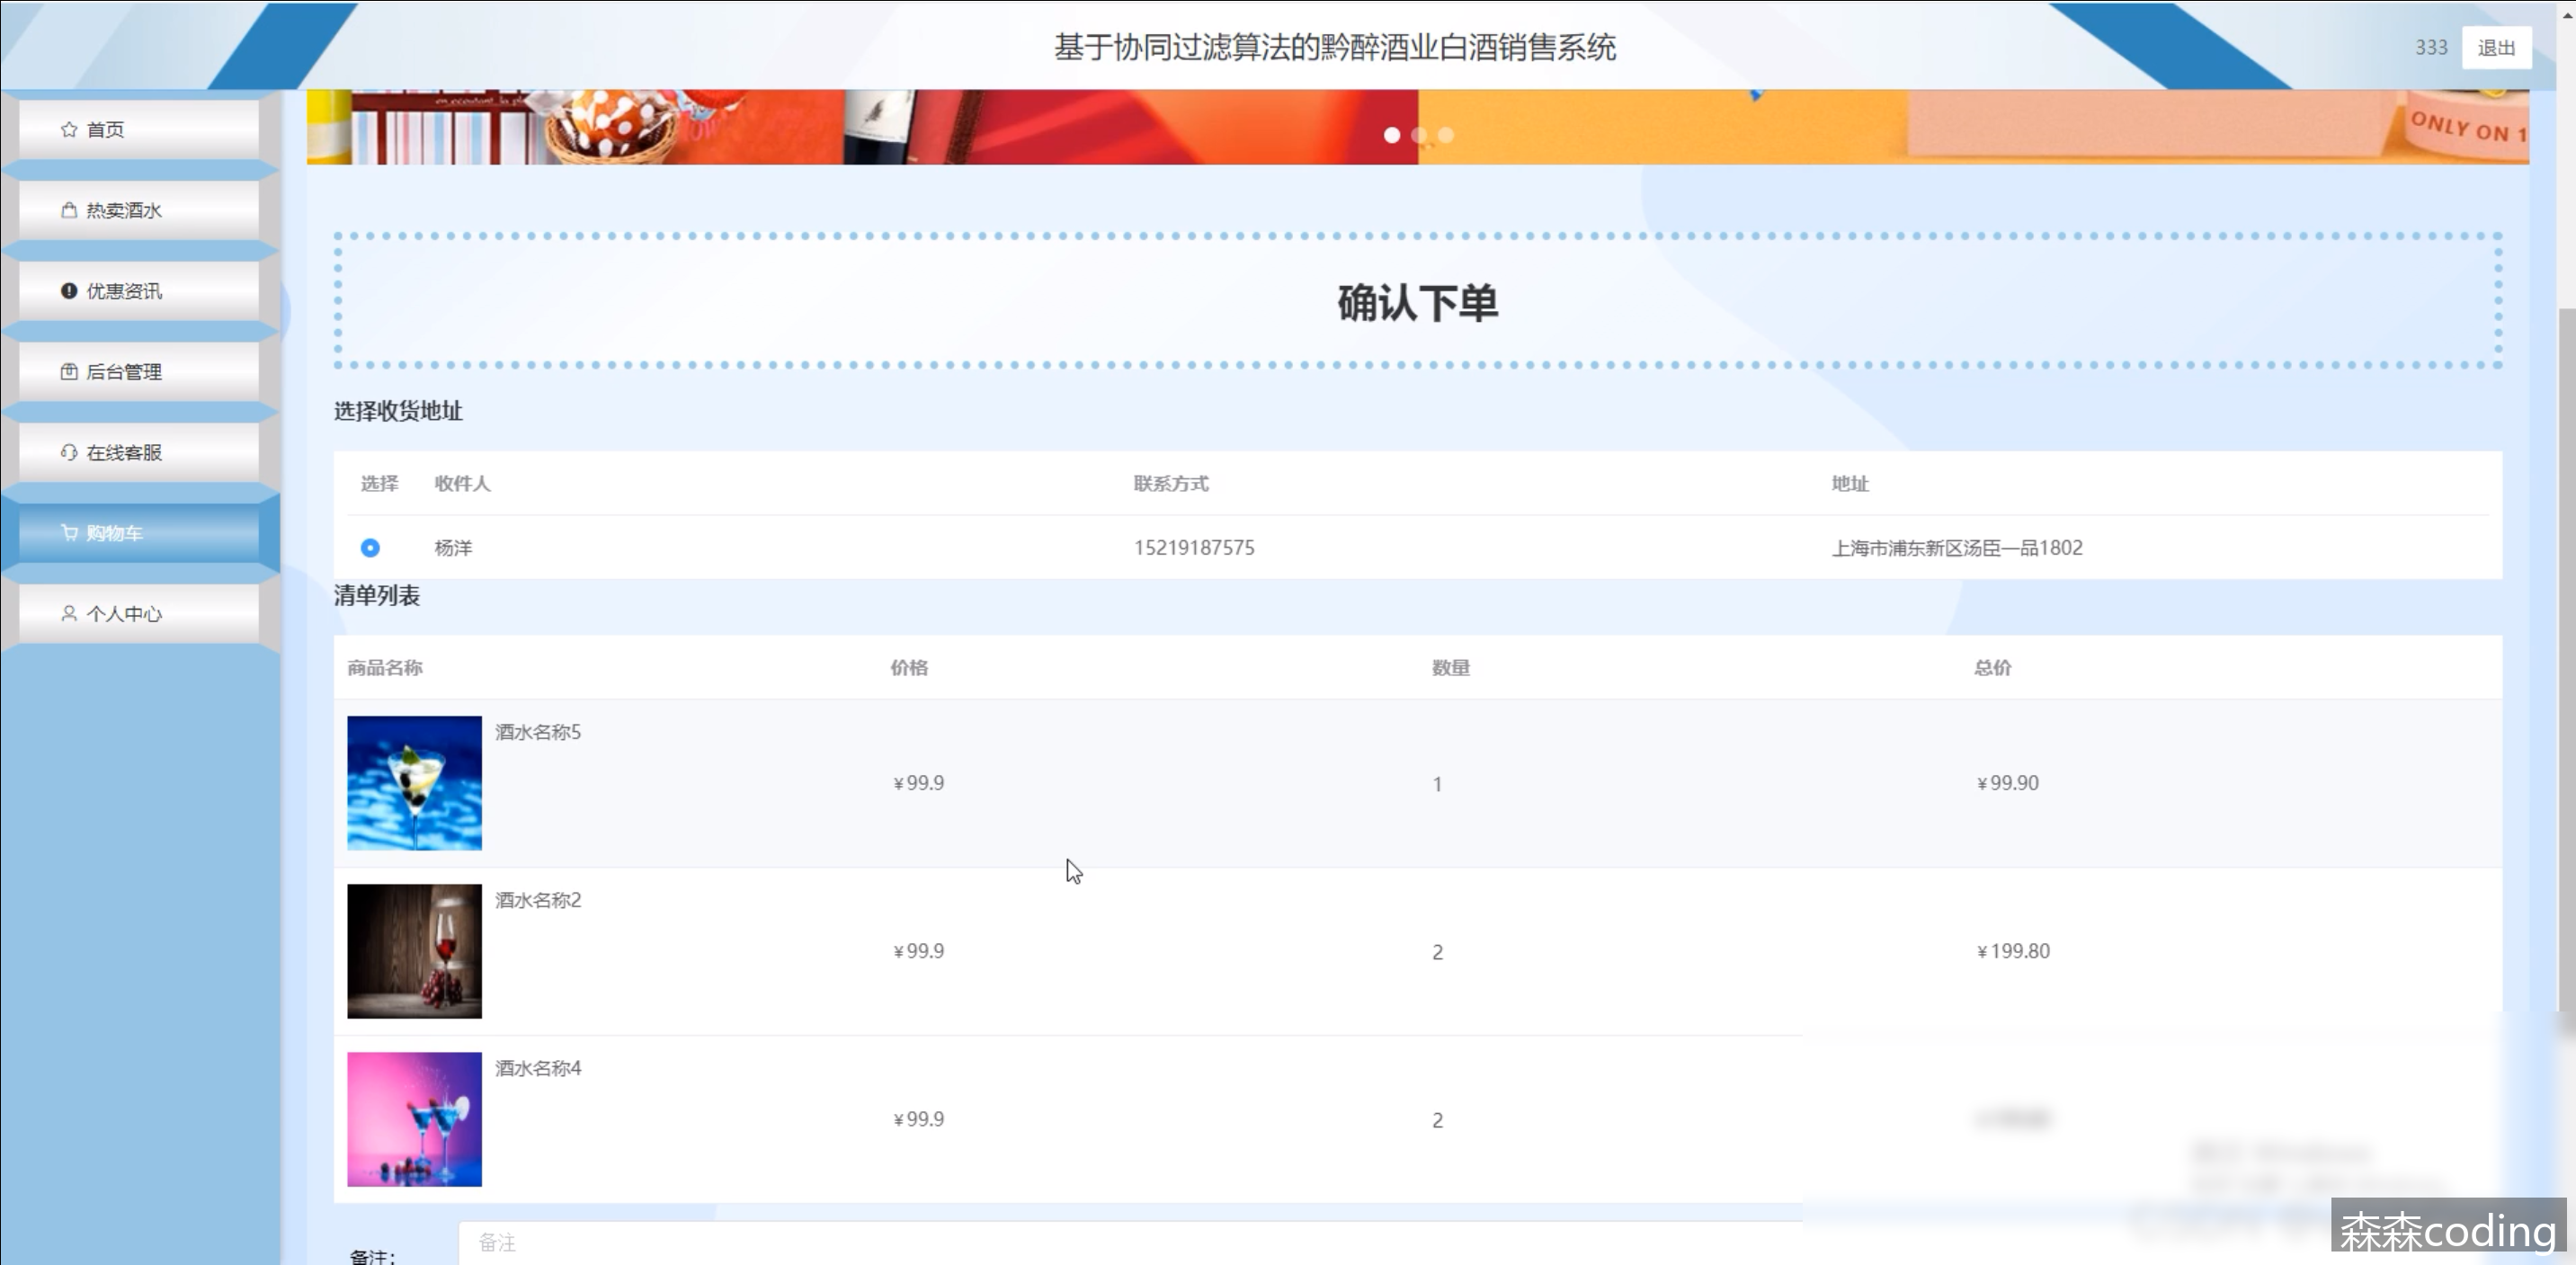 基于协同过滤算法的黔醉酒业白酒销售系统
333 退出
ONLY ON 1
首页
热卖酒水
优惠资讯
后台管理
在线客服
购物车
个人中心
确认下单
选择收货地址
选择 收件人 联系方式 地址
杨洋 15219187575 上海市浦东新区汤臣一品1802
清单列表
商品名称 价格 数量 总价
酒水名称5
¥99.9 1 ¥99.90
酒水名称2
¥99.9 2 ¥199.80
酒水名称4
¥99.9 2
备注: 备注
森森coding